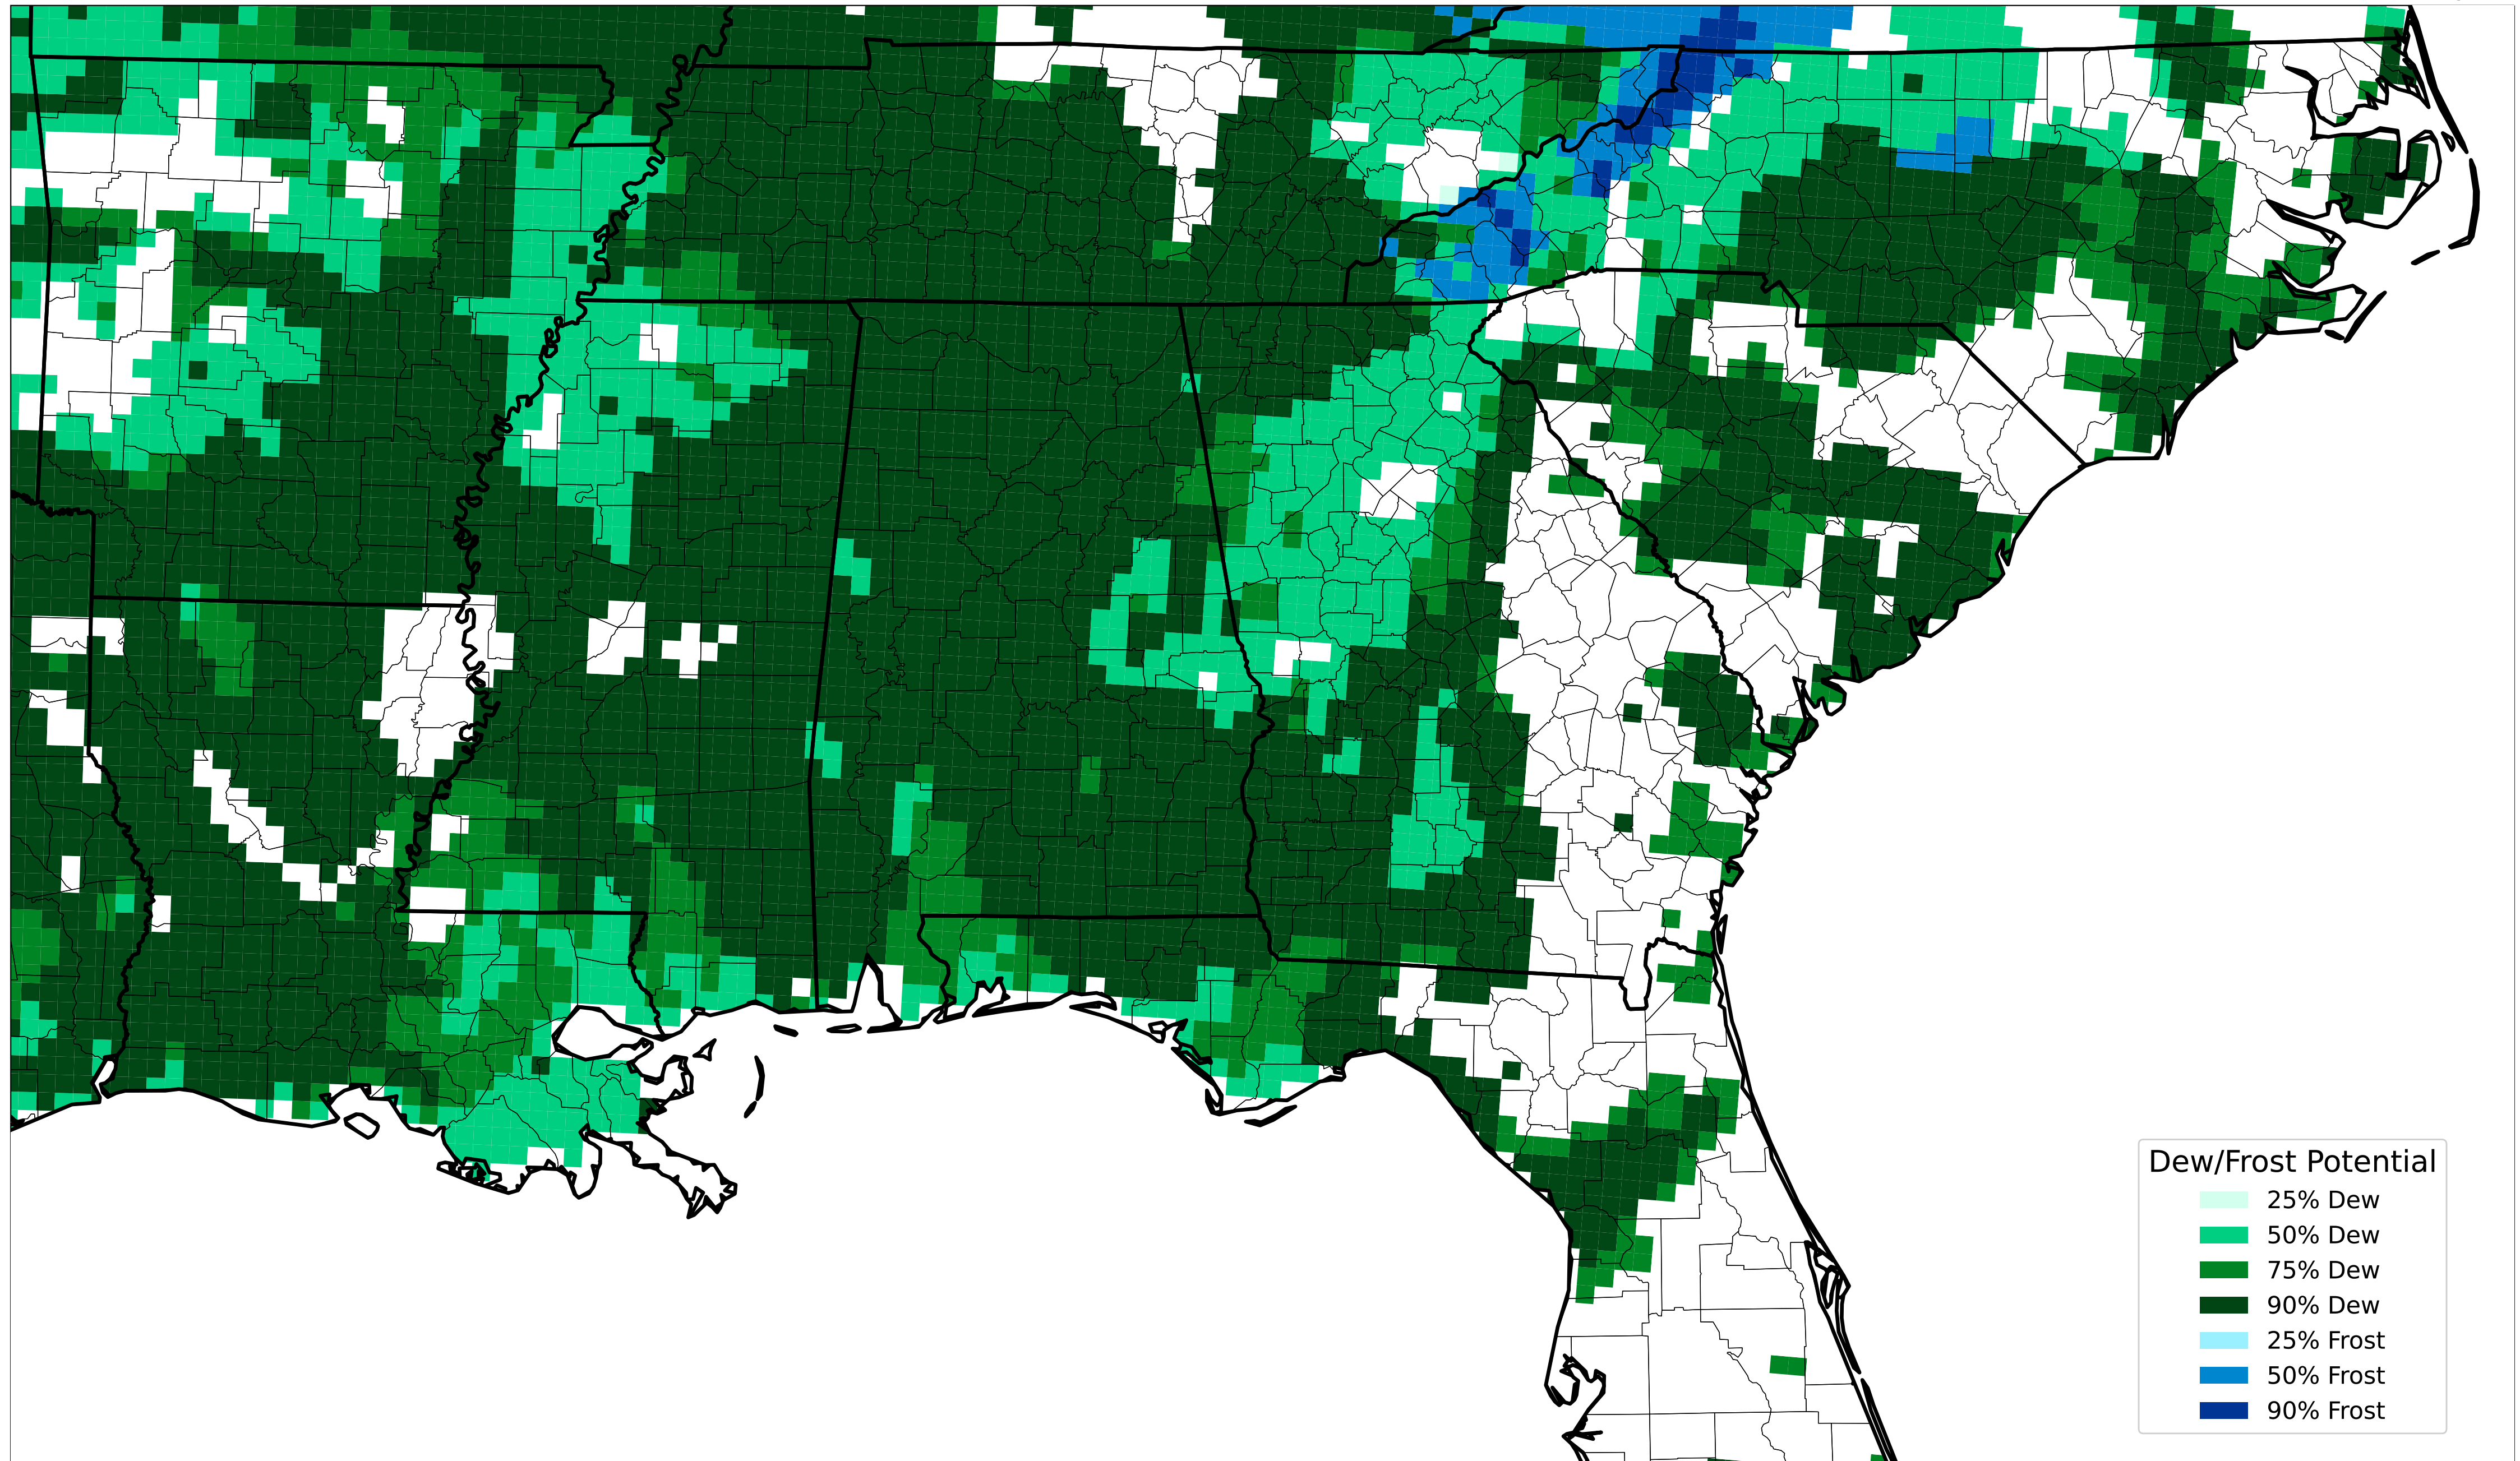 Dew/Frost Potential
25% Dew
50% Dew
75% Dew
90% Dew
25% Frost
50% Frost
90% Frost